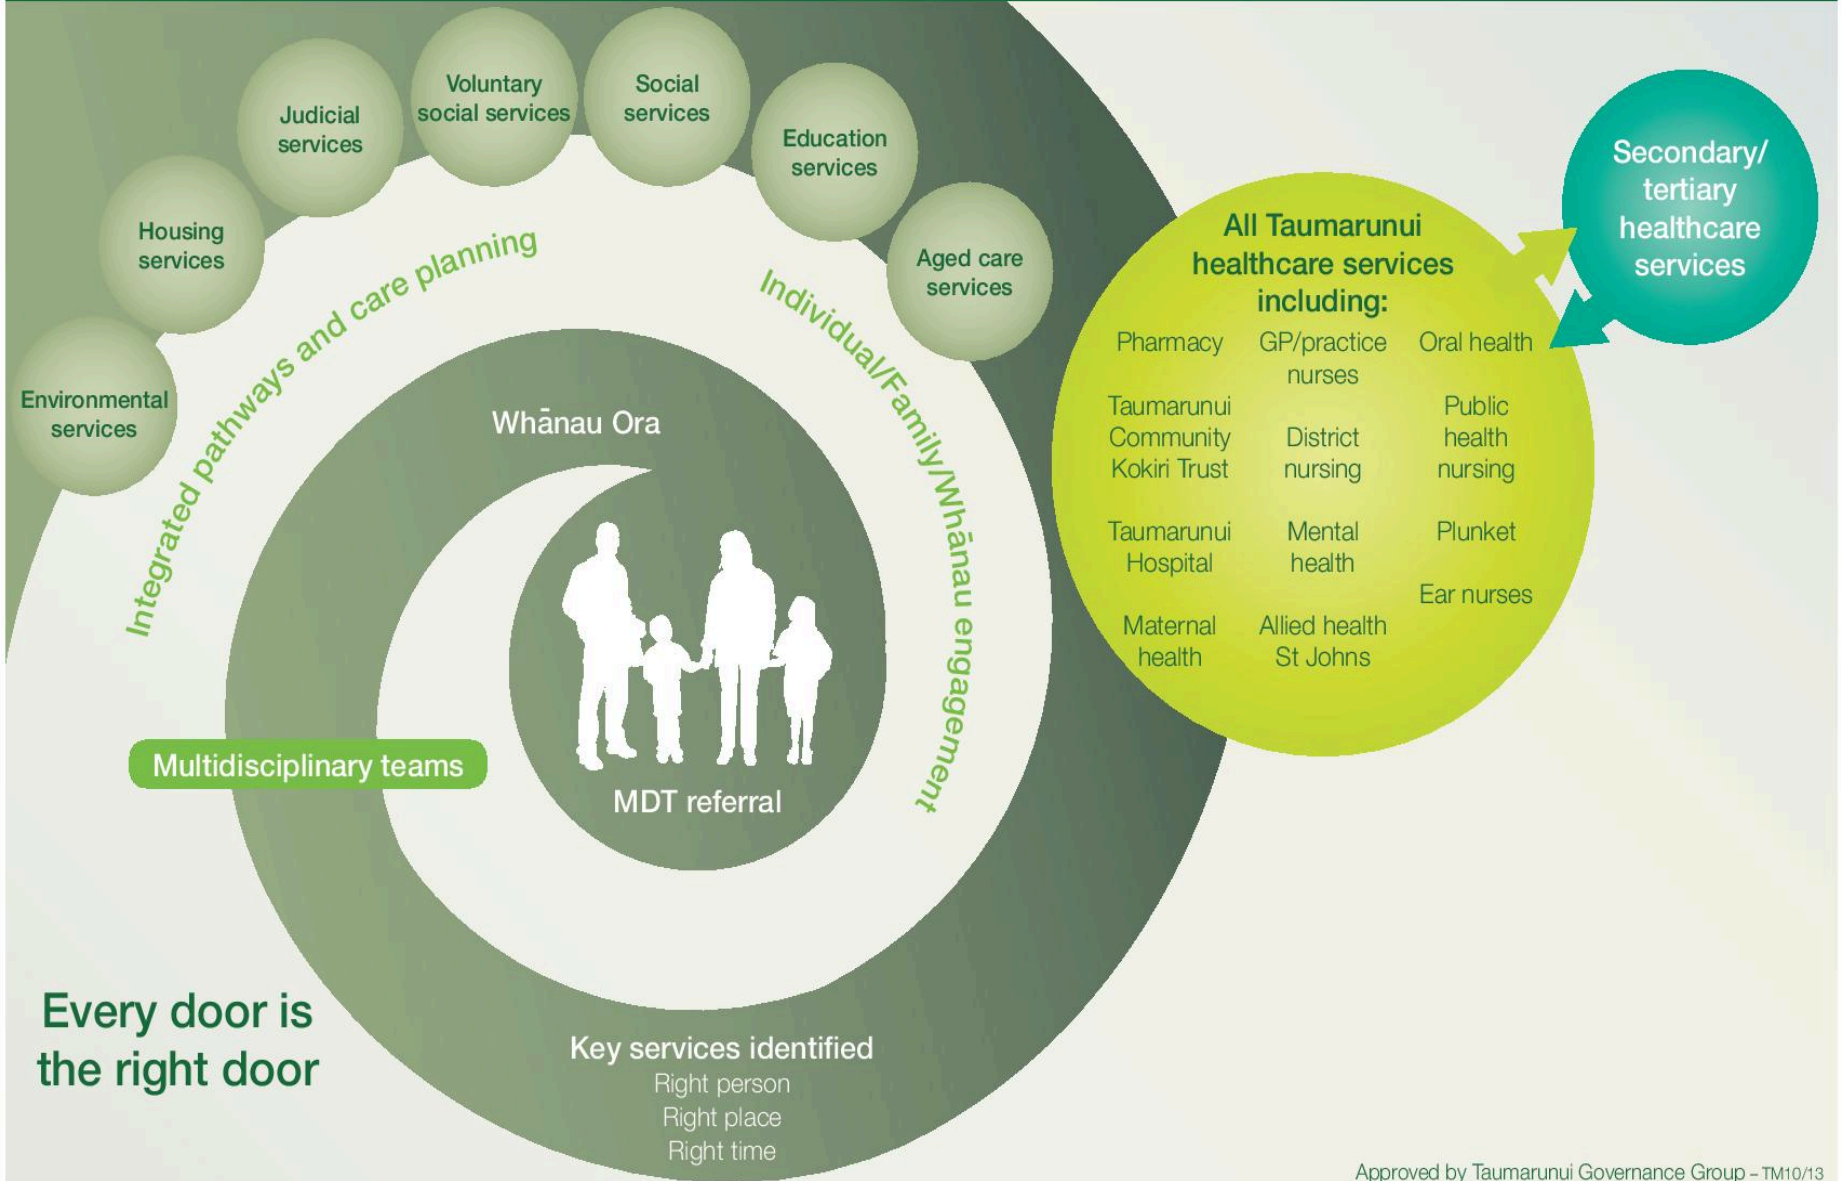 Environmental
services
Housing
services
Judicial
services
Voluntary
social services
Social
services
Education
services
Aged care
services
Integrated pathways and care planning
Individual/Family/Whānau engagement
Whānau Ora
MDT referral
Multidisciplinary teams
Key services identified
Right person
Right place
Right time
Every door is
the right door
All Taumarunui
healthcare services
including:
Pharmacy
Taumarunui
Community
Kokiri Trust
Taumarunui
Hospital
Maternal
health
GP/practice
nurses
District
nursing
Mental
health
Allied health
St Johns
Oral health
Public
health
nursing
Plunket
Ear nurses
Secondary/
tertiary
healthcare
services
Approved by Taumarunui Governance Group – TM10/13